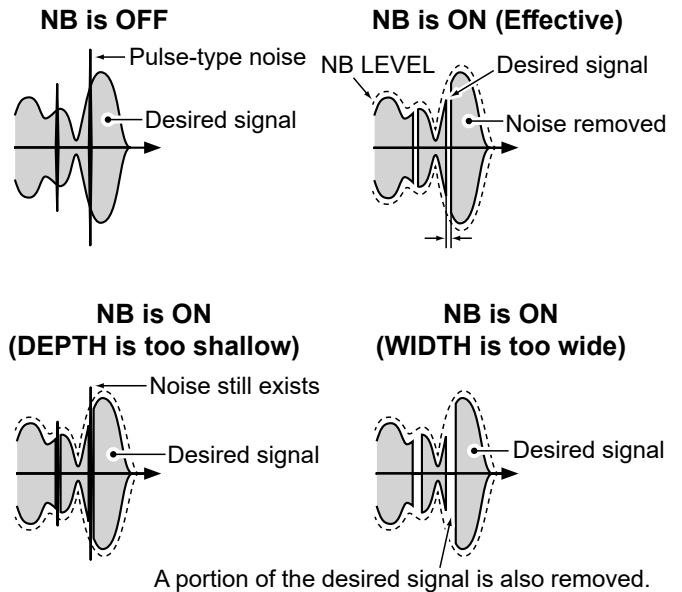 NB is OFF
Pulse-type noise
Desired signal
NB is ON (Effective)
NB LEVEL
Desired signal
Noise removed
NB is ON
(DEPTH is too shallow)
Noise still exists
Desired signal
NB is ON
(WIDTH is too wide)
Desired signal
A portion of the desired signal is also removed.